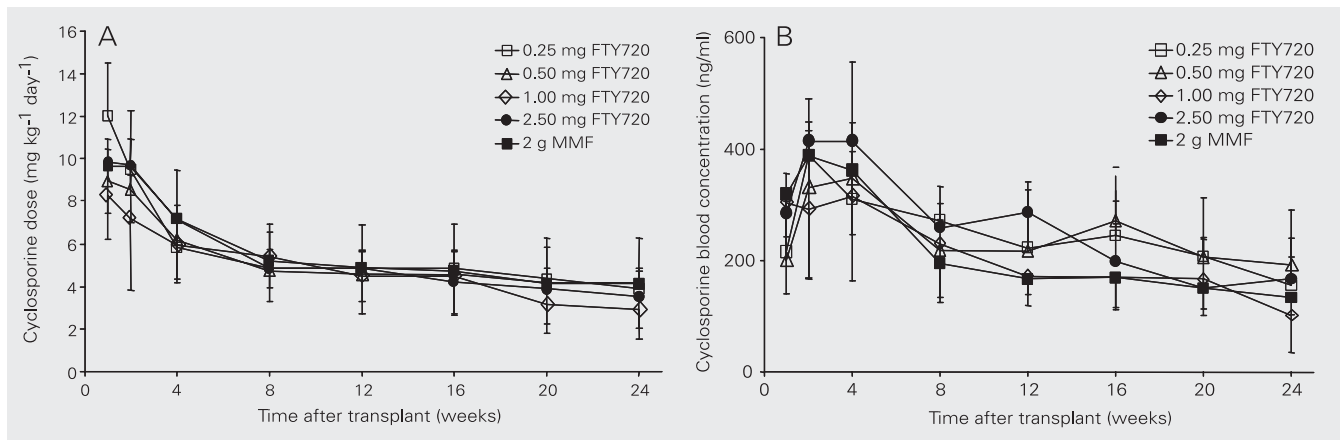 A
Cyclosporine dose (mg kg-1 day-1)
16
14
12
10
8
6
4
2
0
0.25 mg FTY720
0.50 mg FTY720
1.00 mg FTY720
2.50 mg FTY720
2 g MMF
0 4 8 12 16 20 24
Time after transplant (weeks)
B
Cyclosporine blood concentration (ng/ml)
600
400
200
0
0.25 mg FTY720
0.50 mg FTY720
1.00 mg FTY720
2.50 mg FTY720
2 g MMF
0 4 8 12 16 20 24
Time after transplant (weeks)